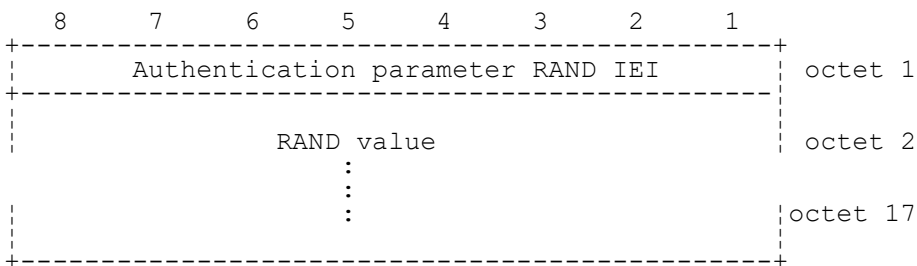 8 7 6 5 4 3 2 1
Authentication parameter RAND IEI octet 1
RAND value octet 2
:
:
: octet 17